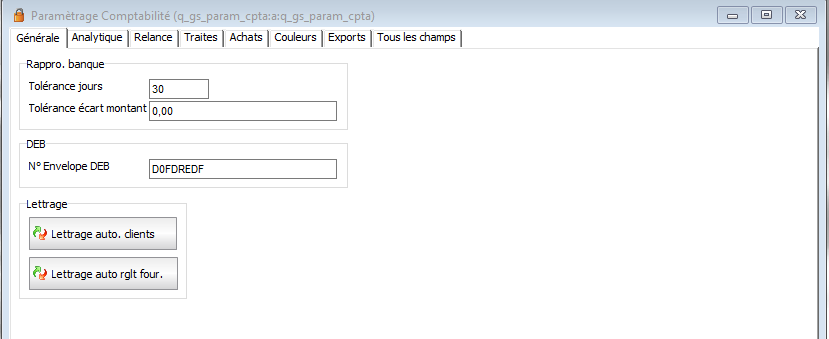 Paramètrage Comptabilité (q_gs_param_cpta:a:q_gs_param_cpta)
Générale Analytique Relance Traites Achats Couleurs Exports Tous les champs
Rappro. banque
Tolérance jours 30
Tolérance écart montant 0,00
DEB
N° Envelope DEB D0FDREDF
Lettrage
Lettrage auto. clients
Lettrage auto rglt four.